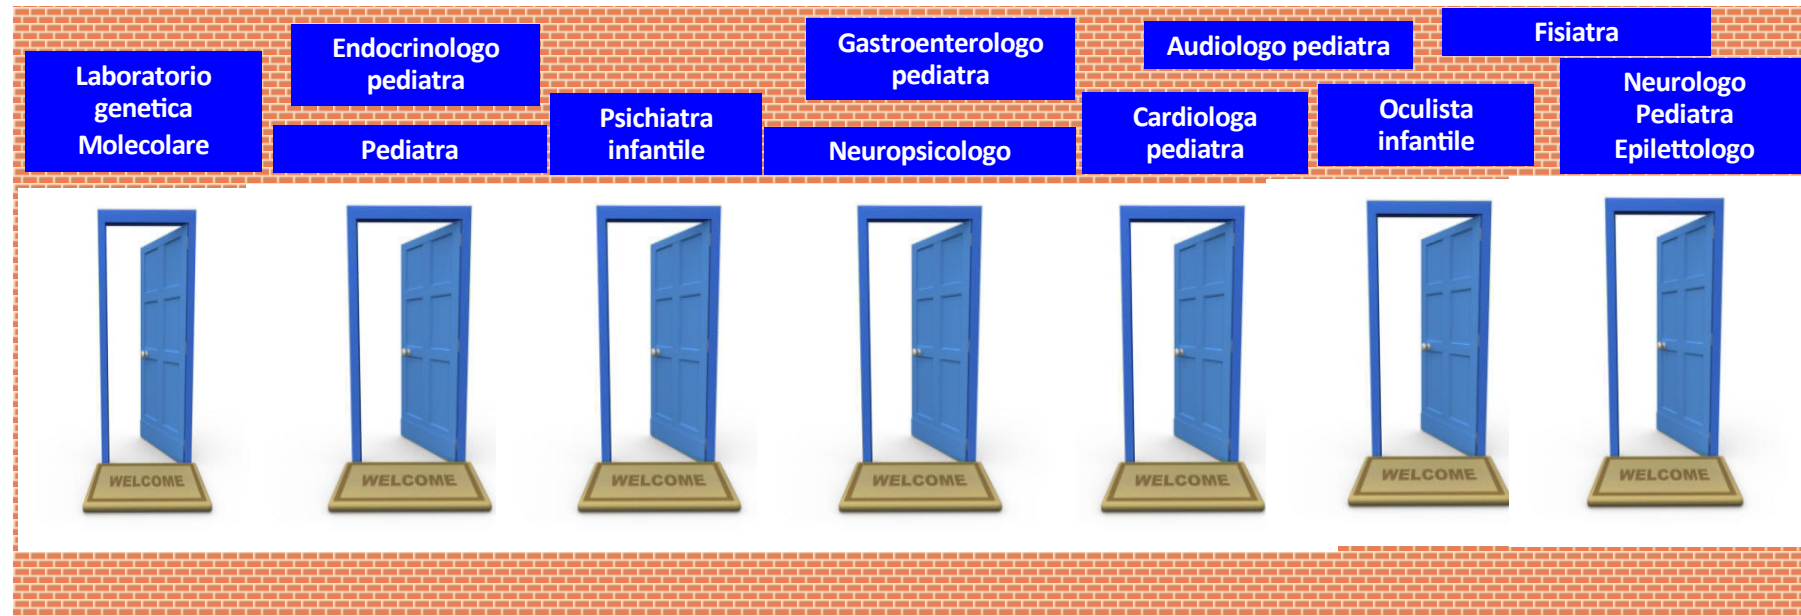 Laboratorio
genetica
Molecolare
Endocrinologo
pediatra
Pediatra
Psichiatra
infantile
Gastroenterologo
pediatra
Neuropsicologo
Audiologo pediatra
Cardiologa
pediatra
Fisiatra
Oculista
infantile
Neurologo
Pediatra
Epilettologo
WELCOME
WELCOME
WELCOME
WELCOME
WELCOME
WELCOME
WELCOME